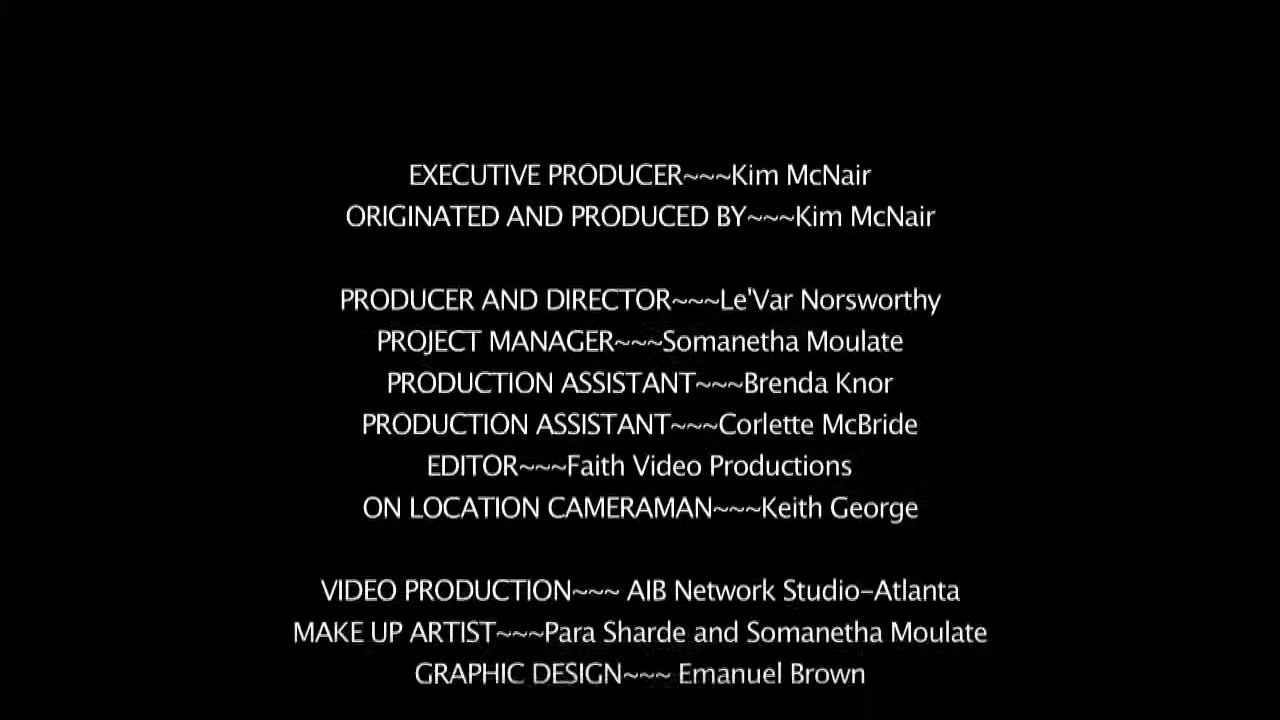 EXECUTIVE PRODUCER~~~Kim McNair
ORIGINATED AND PRODUCED BY~~~Kim McNair
PRODUCER AND DIRECTOR~~~Le'Var Norsworthy
PROJECT MANAGER~~~Somanetha Moulate
PRODUCTION ASSISTANT~~~Brenda Knor
PRODUCTION ASSISTANT~~~Corlette McBride
EDITOR~~~Faith Video Productions
ON LOCATION CAMERAMAN~~~Keith George
VIDEO PRODUCTION~~~ AIB Network Studio-Atlanta
MAKE UP ARTIST~~~Para Sharde and Somanetha Moulate
GRAPHIC DESIGN~~~ Emanuel Brown